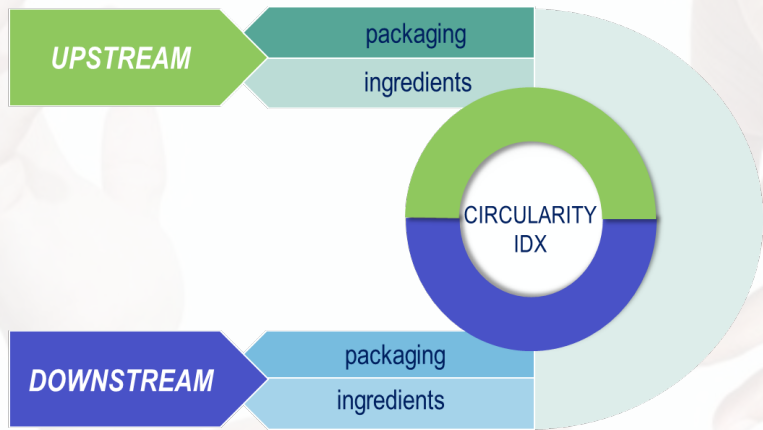 UPSTREAM
packaging
ingredients
CIRCULARITY
IDX
DOWNSTREAM
packaging
ingredients